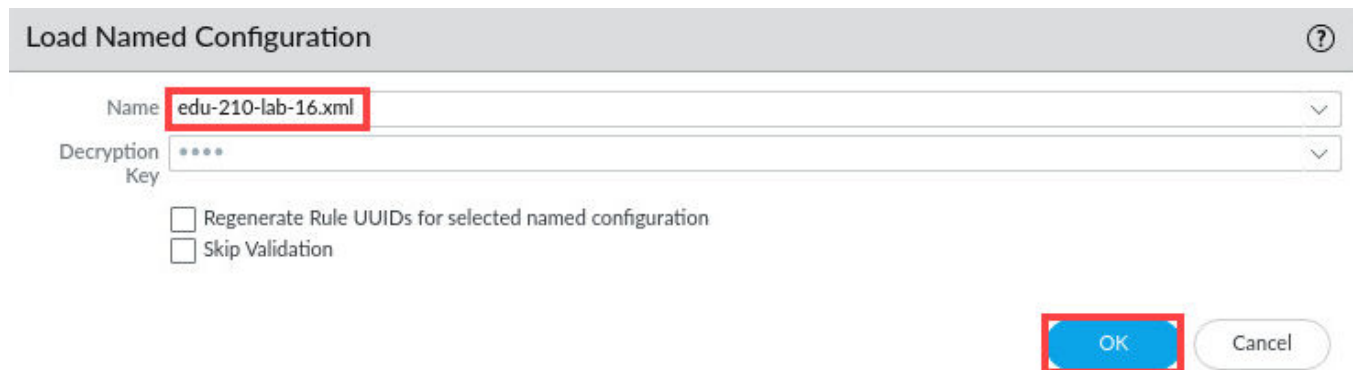 Load Named Configuration
Name edu-210-lab-16.xml
Decryption ••••
Key
Regenerate Rule UUIDs for selected named configuration
Skip Validation
OK Cancel